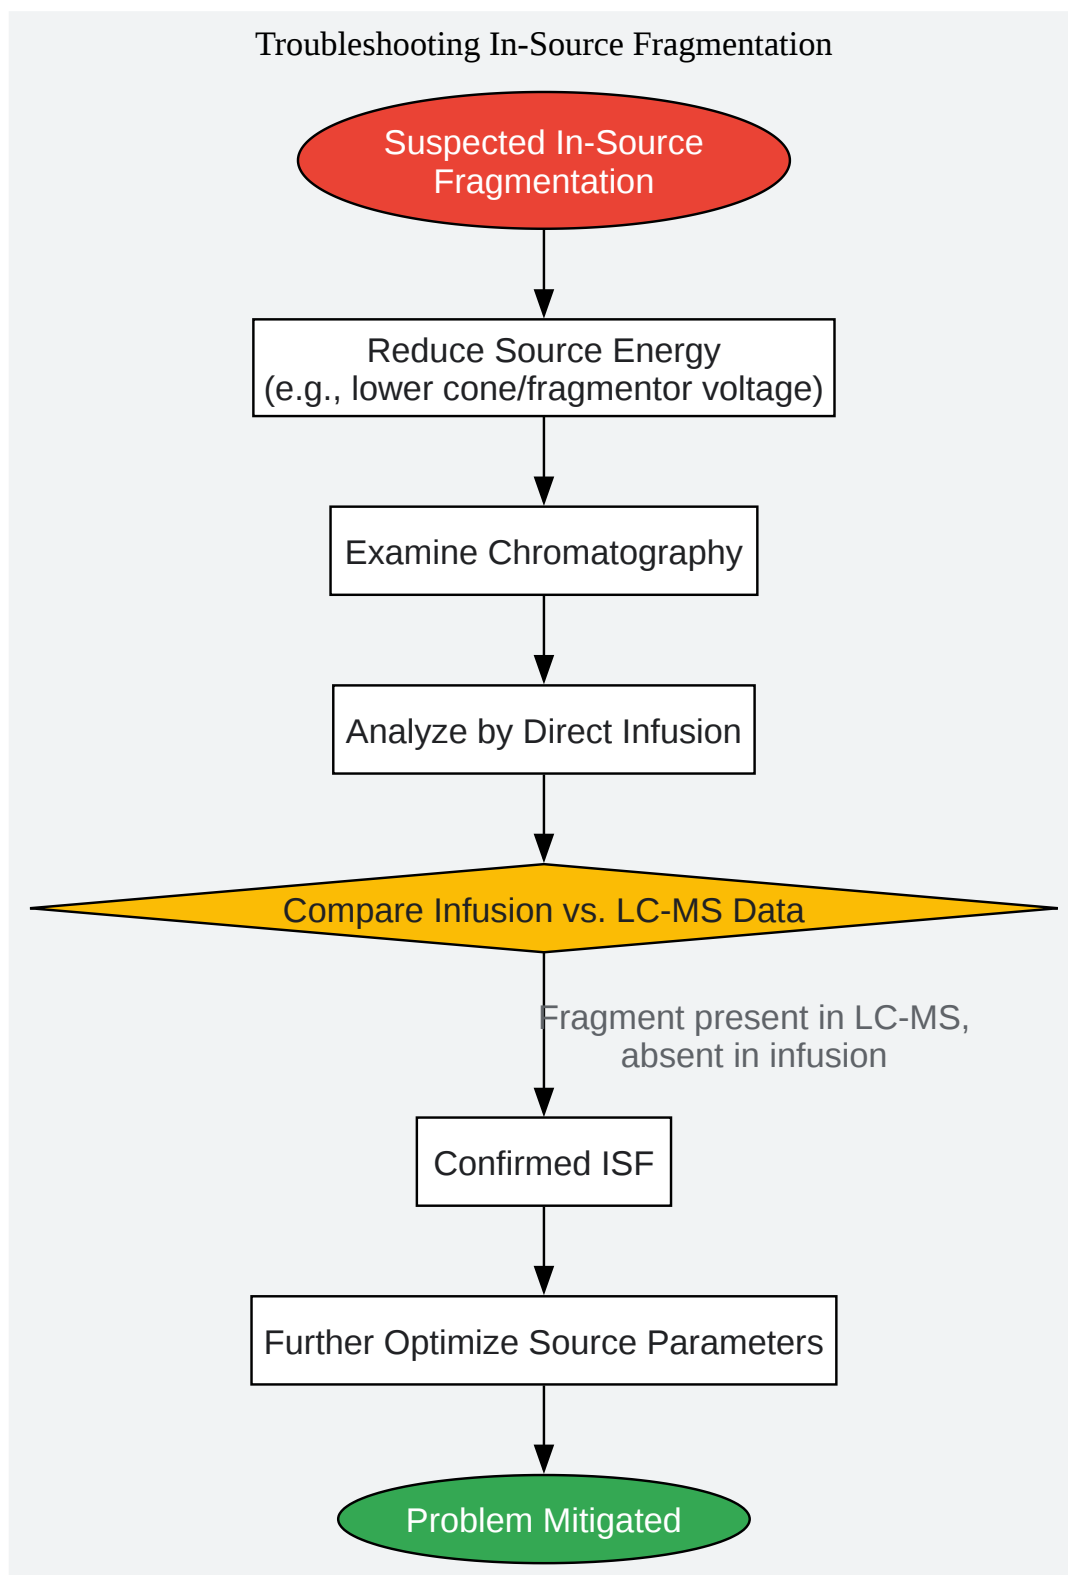 Troubleshooting In-Source Fragmentation
Suspected In-Source
Fragmentation
Reduce Source Energy
(e.g., lower cone/fragmentor voltage)
Examine Chromatography
Analyze by Direct Infusion
Compare Infusion vs. LC-MS Data
Fragment present in LC-MS,
absent in infusion
Confirmed ISF
Further Optimize Source Parameters
Problem Mitigated